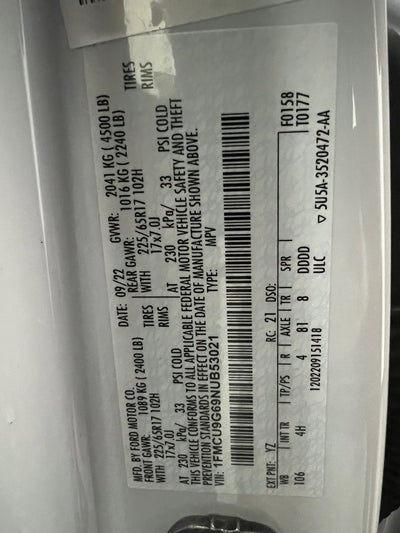 MFD. BY FORD MOTOR CO.
DATE: 09/22 GVWR: 2041 KG ( 4500 LB)
FRONT GAWR: 1089 KG ( 2400 LB) REAR GAWR: 1016 KG ( 2240 LB)
WITH 225/65R17 102H TIRES WITH 225/65R17 102H TIRES
17x7.0J RIMS 17x7.0J RIMS
AT 230 kPa/ 33 PSI COLD AT 230 kPa/ 33 PSI COLD
THIS VEHICLE CONFORMS TO ALL APPLICABLE FEDERAL MOTOR VEHICLE SAFETY AND THEFT
PREVENTION STANDARDS IN EFFECT ON THE DATE OF MANUFACTURE SHOWN ABOVE.
VIN: 1FMCU9G69NUB53021 TYPE: MPV
EXT PNT: YZ RC: 21 DSO: F0158
WB INT TR TP/PS R AXLE TR SPR T0177
106 4H 4 81 8 DDDD
ULC
1202209151418 5U5A-3520472-AA